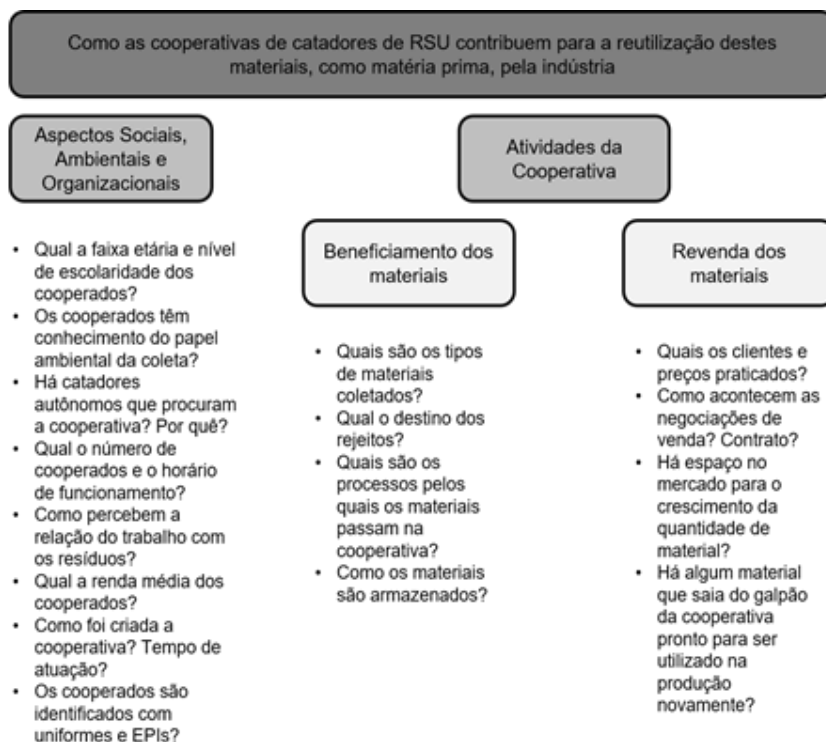 Como as cooperativas de catadores de RSU contribuem para a reutilização destes
materiais, como matéria prima, pela indústria
Aspectos Sociais,
Ambientais e
Organizacionais
• Qual a faixa etária e nível
de escolaridade dos
cooperados?
• Os cooperados têm
conhecimento do papel
ambiental da coleta?
• Há catadores
autônomos que procuram
a cooperativa? Por quê?
• Qual o número de
cooperados e o horário
de funcionamento?
• Como percebem a
relação do trabalho com
os resíduos?
• Qual a renda média dos
cooperados?
• Como foi criada a
cooperativa? Tempo de
atuação?
• Os cooperados são
identificados com
uniformes e EPIs?
Atividades da
Cooperativa
Beneficiamento dos
materiais
• Quais são os tipos
de materiais
coletados?
• Qual o destino dos
rejeitos?
• Quais são os
processos pelos
quais os materiais
passam na
cooperativa?
• Como os materiais
são armazenados?
Revenda dos
materiais
• Quais os clientes e
preços praticados?
• Como acontecem as
negociações de
venda? Contrato?
• Há espaço no
mercado para o
crescimento da
quantidade de
material?
• Há algum material
que saia do galpão
da cooperativa
pronto para ser
utilizado na
produção
novamente?